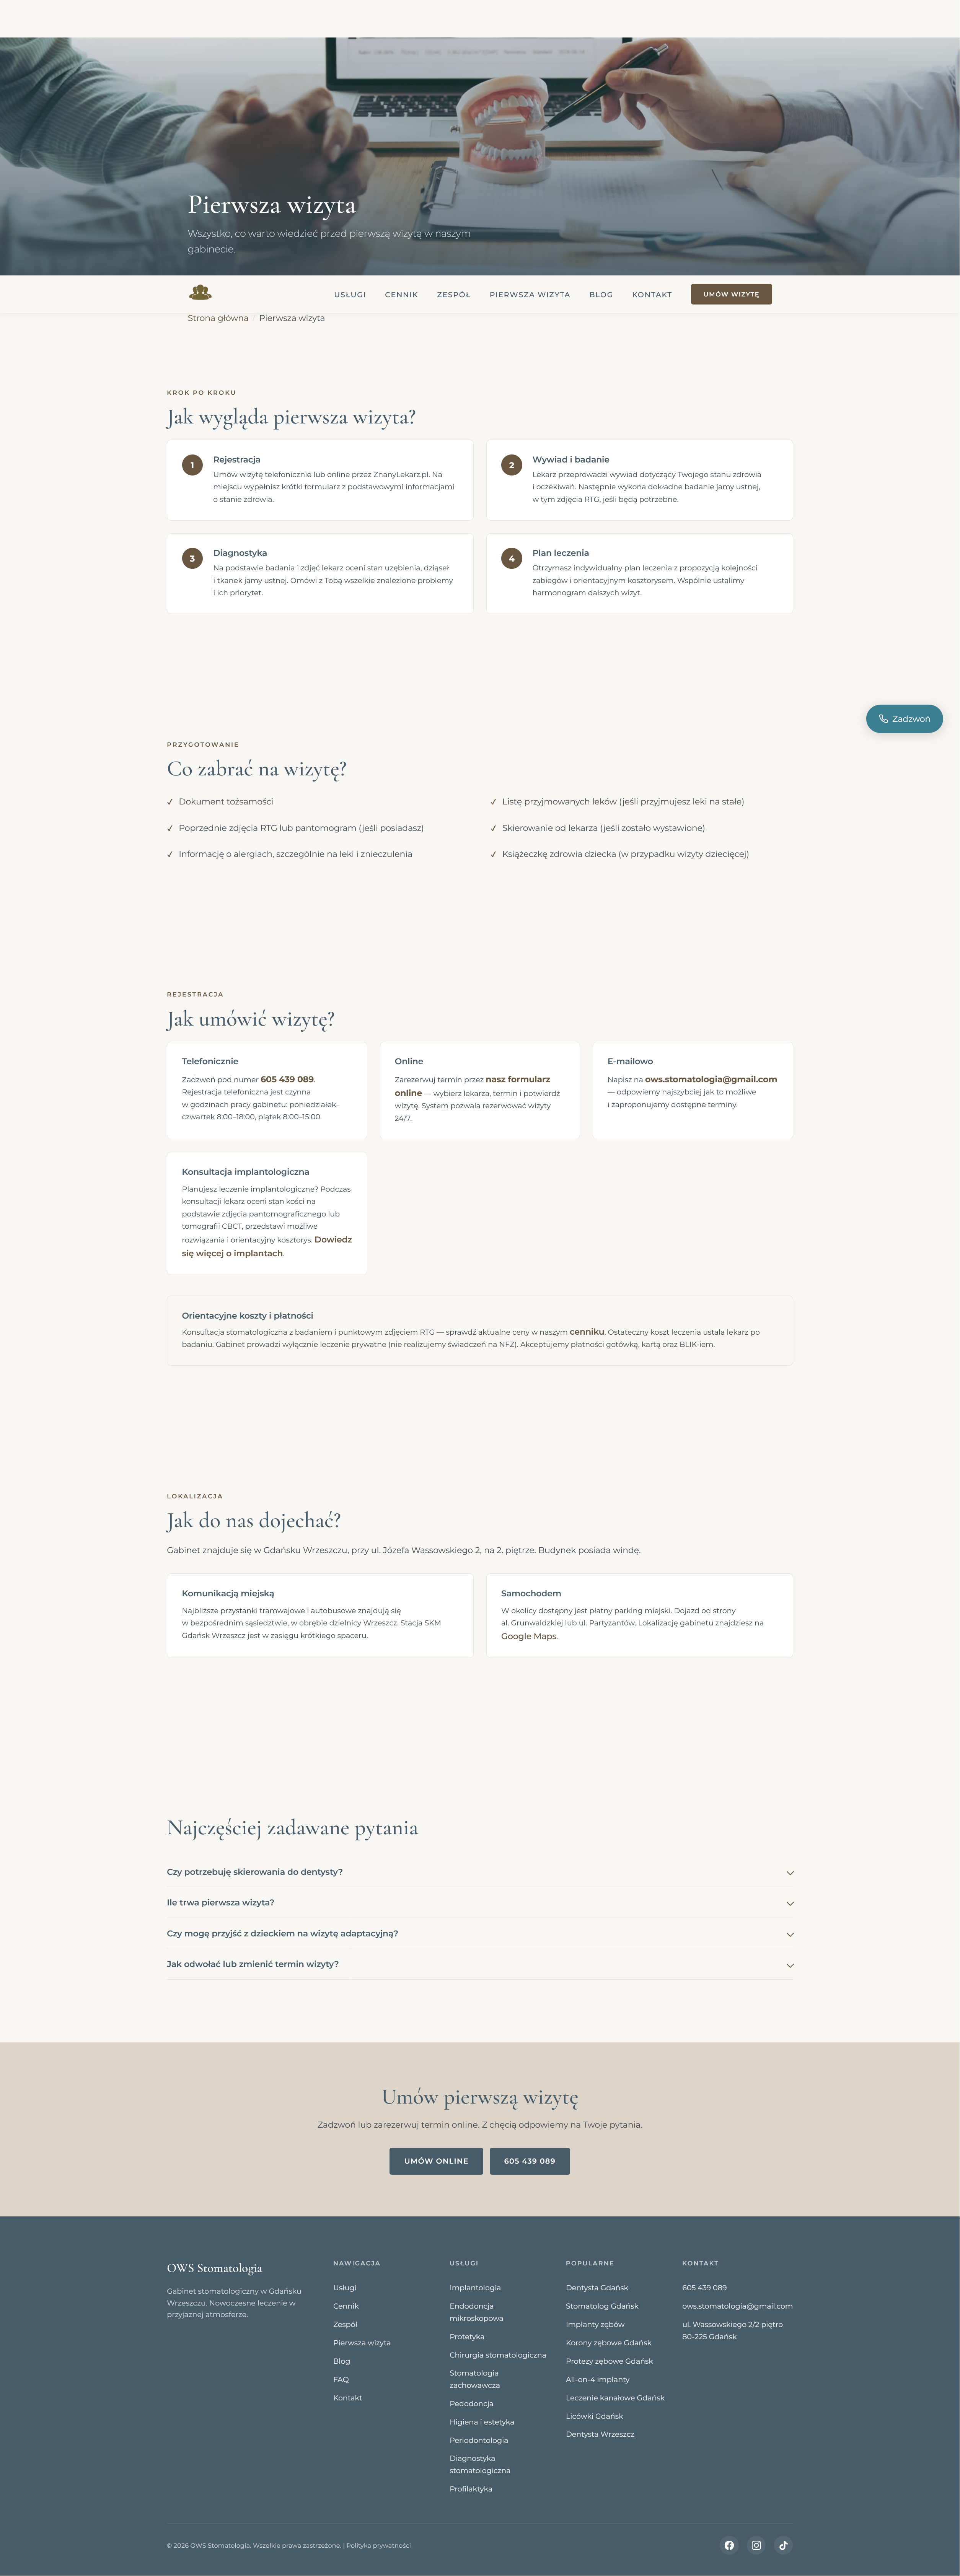 Pierwsza wizyta
Wszystko, co warto wiedzieć przed pierwszą wizytą w naszym
gabinecie.
USŁUGI
CENNIK
ZESPÓŁ
PIERWSZA WIZYTA
BLOG
KONTAKT
UMÓW WIZYTĘ
Strona główna / Pierwsza wizyta
KROK PO KROKU
Jak wygląda pierwsza wizyta?
1
Rejestracja
Umów wizytę telefonicznie lub online przez ZnanyLekarz.pl. Na
miejscu wypełnisz krótki formularz z podstawowymi informacjami
o stanie zdrowia.
2
Wywiad i badanie
Lekarz przeprowadzi wywiad dotyczący Twojego stanu zdrowia
i oczekiwań. Następnie wykona dokładne badanie jamy ustnej,
w tym zdjęcia RTG, jeśli będą potrzebne.
3
Diagnostyka
Na podstawie badania i zdjęć lekarz oceni stan uzębienia, dziąseł
i tkanek jamy ustnej. Omówi z Tobą wszelkie znalezione problemy
i ich priorytet.
4
Plan leczenia
Otrzymasz indywidualny plan leczenia z propozycją kolejności
zabiegów i orientacyjnym kosztorysem. Wspólnie ustalimy
harmonogram dalszych wizyt.
Zadzwoń
PRZYGOTOWANIE
Co zabrać na wizytę?
✓ Dokument tożsamości
✓ Listę przyjmowanych leków (jeśli przyjmujesz leki na stałe)
✓ Poprzednie zdjęcia RTG lub pantomogram (jeśli posiadasz)
✓ Skierowanie od lekarza (jeśli zostało wystawione)
✓ Informację o alergiach, szczególnie na leki i znieczulenia
✓ Książeczkę zdrowia dziecka (w przypadku wizyty dziecięcej)
REJESTRACJA
Jak umówić wizytę?
Telefonicznie
Zadzwoń pod numer 605 439 089.
Rejestracja telefoniczna jest czynna
w godzinach pracy gabinetu: poniedziałek–
czwartek 8:00–18:00, piątek 8:00–15:00.
Online
Zarezerwuj termin przez nasz formularz
online — wybierz lekarza, termin i potwierdź
wizytę. System pozwala rezerwować wizyty
24/7.
E-mailowo
Napisz na ows.stomatologia@gmail.com
— odpowiemy najszybciej jak to możliwe
i zaproponujemy dostępne terminy.
Konsultacja implantologiczna
Planujesz leczenie implantologiczne? Podczas
konsultacji lekarz oceni stan kości na
podstawie zdjęcia pantomograficznego lub
tomografii CBCT, przedstawi możliwe
rozwiązania i orientacyjny kosztorys. Dowiedz
się więcej o implantach.
Orientacyjne koszty i płatności
Konsultacja stomatologiczna z badaniem i punktowym zdjęciem RTG — sprawdź aktualne ceny w naszym cenniku. Ostateczny koszt leczenia ustala lekarz po
badaniu. Gabinet prowadzi wyłącznie leczenie prywatne (nie realizujemy świadczeń na NFZ). Akceptujemy płatności gotówką, kartą oraz BLIK-iem.
LOKALIZACJA
Jak do nas dojechać?
Gabinet znajduje się w Gdańsku Wrzeszczu, przy ul. Józefa Wassowskiego 2, na 2. piętrze. Budynek posiada windę.
Komunikacją miejską
Najbliższe przystanki tramwajowe i autobusowe znajdują się
w bezpośrednim sąsiedztwie, w obrębie dzielnicy Wrzeszcz. Stacja SKM
Gdańsk Wrzeszcz jest w zasięgu krótkiego spaceru.
Samochodem
W okolicy dostępny jest płatny parking miejski. Dojazd od strony
al. Grunwaldzkiej lub ul. Partyzantów. Lokalizację gabinetu znajdziesz na
Google Maps.
Najczęściej zadawane pytania
Czy potrzebuję skierowania do dentysty?
Ile trwa pierwsza wizyta?
Czy mogę przyjść z dzieckiem na wizytę adaptacyjną?
Jak odwołać lub zmienić termin wizyty?
Umów pierwszą wizytę
Zadzwoń lub zarezerwuj termin online. Z chęcią odpowiemy na Twoje pytania.
UMÓW ONLINE
605 439 089
OWS Stomatologia
Gabinet stomatologiczny w Gdańsku
Wrzeszczu. Nowoczesne leczenie w
przyjaznej atmosferze.
NAWIGACJA
Usługi
Cennik
Zespół
Pierwsza wizyta
Blog
FAQ
Kontakt
USŁUGI
Implantologia
Endodoncja
mikroskopowa
Protetyka
Chirurgia stomatologiczna
Stomatologia
zachowawcza
Pedodoncja
Higiena i estetyka
Periodontologia
Diagnostyka
stomatologiczna
Profilaktyka
POPULARNE
Dentysta Gdańsk
Stomatolog Gdańsk
Implanty zębów
Korony zębowe Gdańsk
Protezy zębowe Gdańsk
All-on-4 implanty
Leczenie kanałowe Gdańsk
Licówki Gdańsk
Dentysta Wrzeszcz
KONTAKT
605 439 089
ows.stomatologia@gmail.com
ul. Wassowskiego 2/2 piętro
80-225 Gdańsk
© 2026 OWS Stomatologia. Wszelkie prawa zastrzeżone. | Polityka prywatności